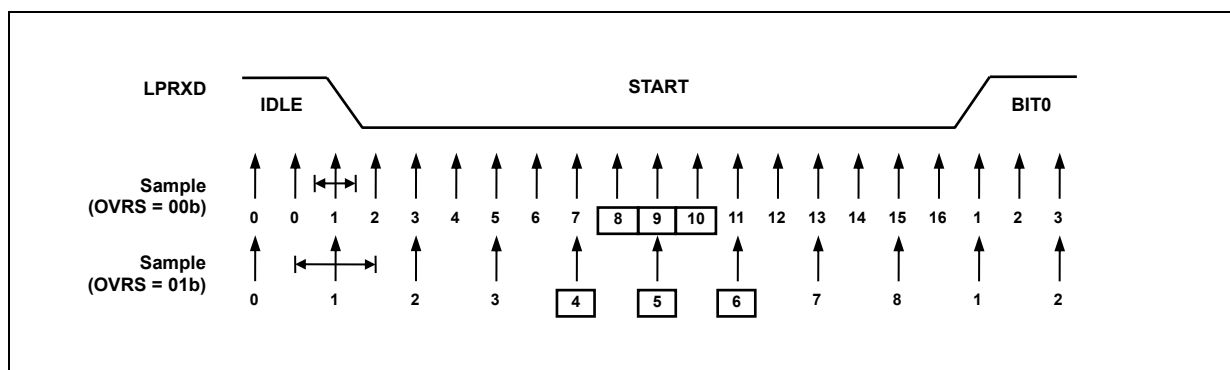 LPRXD
IDLE
START
BIT0
Sample
(OVRS = 00b)
0 0 1 2 3 4 5 6 7 8 9 10 11 12 13 14 15 16 1 2 3
Sample
(OVRS = 01b)
0 1 2 3 4 5 6 7 8 1 2